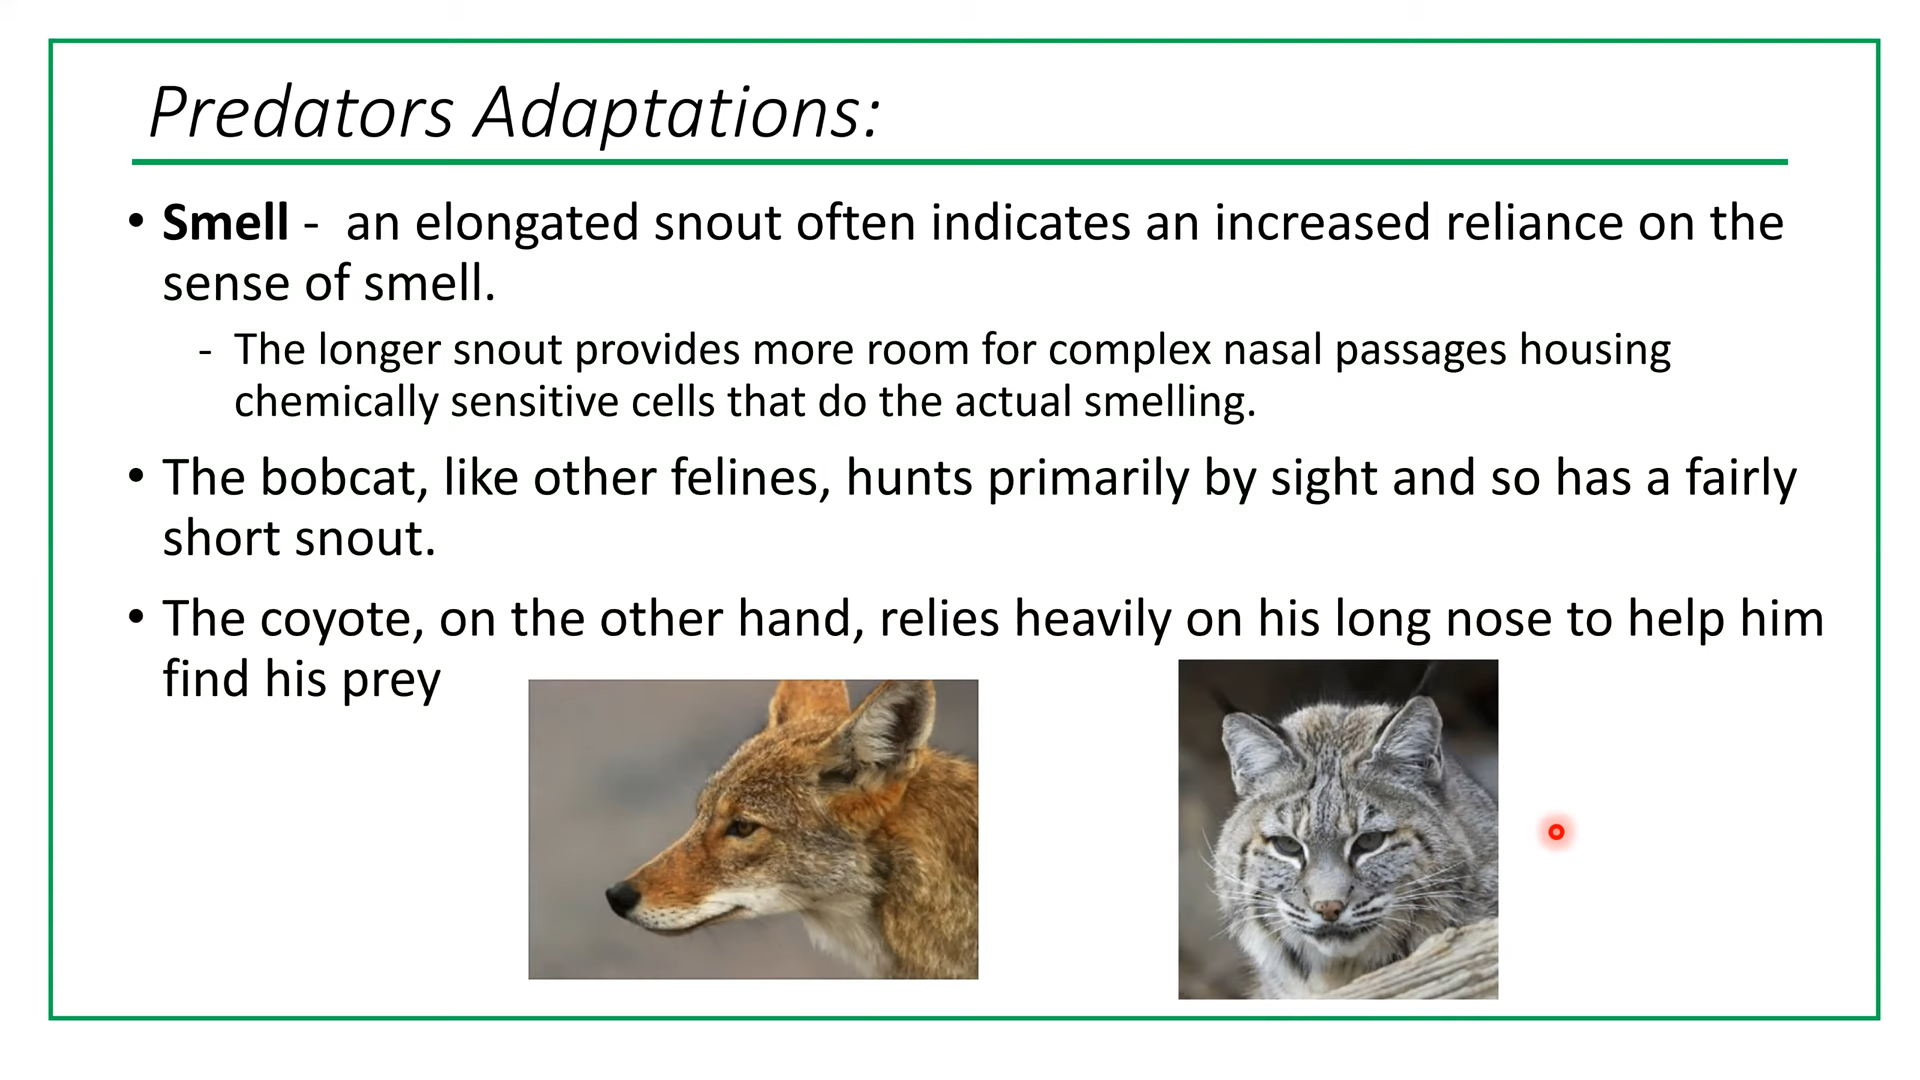 Predators Adaptations:
• Smell -  an elongated snout often indicates an increased reliance on the
sense of smell.
- The longer snout provides more room for complex nasal passages housing
chemically sensitive cells that do the actual smelling.
• The bobcat, like other felines, hunts primarily by sight and so has a fairly
short snout.
• The coyote, on the other hand, relies heavily on his long nose to help him
find his prey